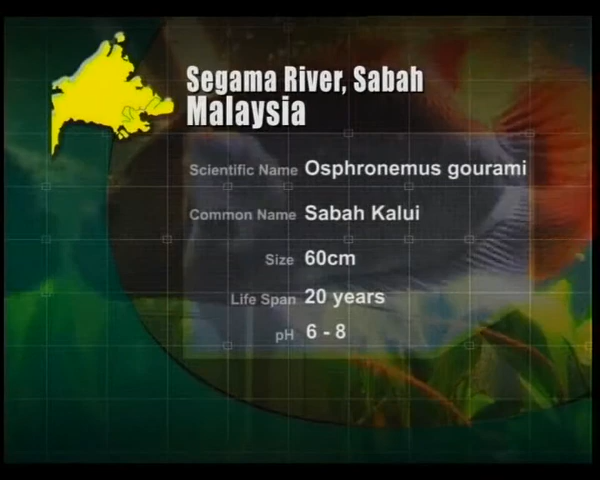 Segama River, Sabah
Malaysia
Scientific Name Osphronemus gourami
Common Name Sabah Kalui
Size 60cm
Life Span 20 years
pH 6 - 8